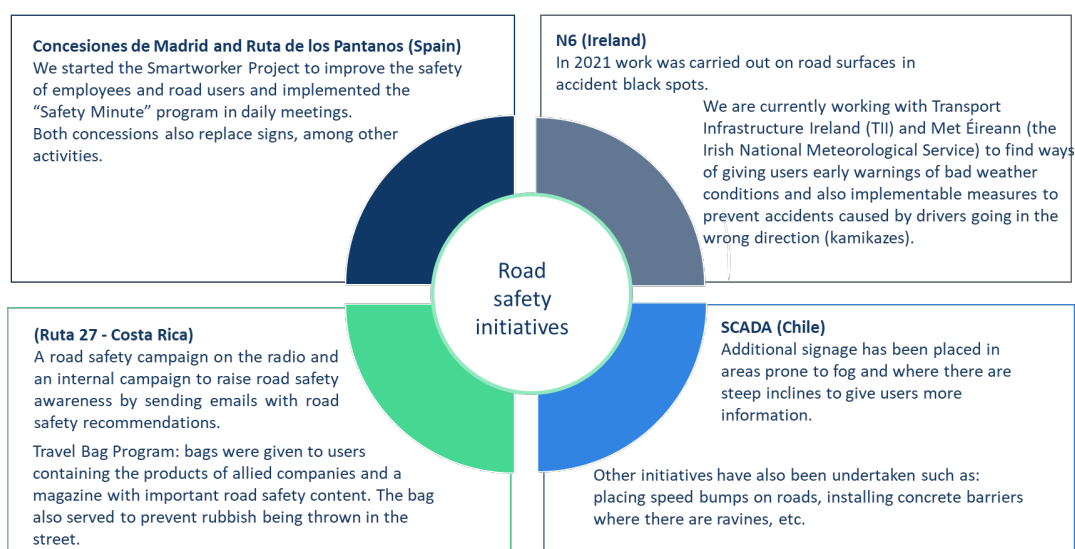 Concesiones de Madrid and Ruta de los Pantanos (Spain)
We started the Smartworker Project to improve the safety
of employees and road users and implemented the
“Safety Minute” program in daily meetings.
Both concessions also replace signs, among other
activities.
N6 (Ireland)
In 2021 work was carried out on road surfaces in
accident black spots.
We are currently working with Transport
Infrastructure Ireland (TII) and Met Éireann (the
Irish National Meteorological Service) to find ways
of giving users early warnings of bad weather
conditions and also implementable measures to
prevent accidents caused by drivers going in the
wrong direction (kamikazes).
Road
safety
initiatives
(Ruta 27 - Costa Rica)
A road safety campaign on the radio and
an internal campaign to raise road safety
awareness by sending emails with road
safety recommendations.
Travel Bag Program: bags were given to users
containing the products of allied companies and a
magazine with important road safety content. The bag
also served to prevent rubbish being thrown in the
street.
SCADA (Chile)
Additional signage has been placed in
areas prone to fog and where there are
steep inclines to give users more
information.
Other initiatives have also been undertaken such as:
placing speed bumps on roads, installing concrete barriers
where there are ravines, etc.